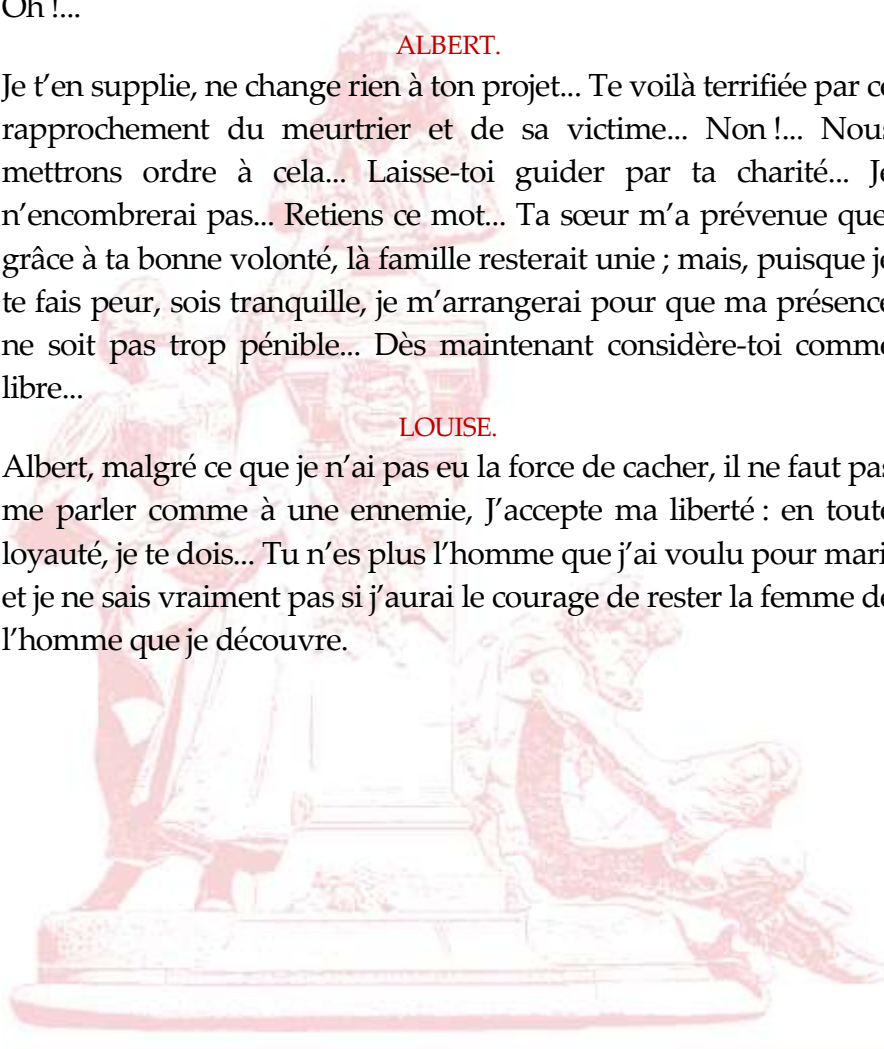 Oh !...
ALBERT.
Je t'en supplie, ne change rien à ton projet... Te voilà terrifiée par ce
rapprochement du meurtrier et de sa victime... Non !... Nous
mettrons ordre à cela... Laisse-toi guider par ta charité... Je
n'encombrerai pas... Retiens ce mot... Ta sœur m'a prévenue que
grâce à ta bonne volonté, là famille resterait unie ; mais, puisque je
te fais peur, sois tranquille, je m'arrangerai pour que ma présence
ne soit pas trop pénible... Dès maintenant considère-toi comme
libre...
LOUISE.
Albert, malgré ce que je n'ai pas eu la force de cacher, il ne faut pas
me parler comme à une ennemie, J'accepte ma liberté : en toute
loyauté, je te dois... Tu n'es plus l'homme que j'ai voulu pour mari
et je ne sais vraiment pas si j'aurai le courage de rester la femme de
l'homme que je découvre.